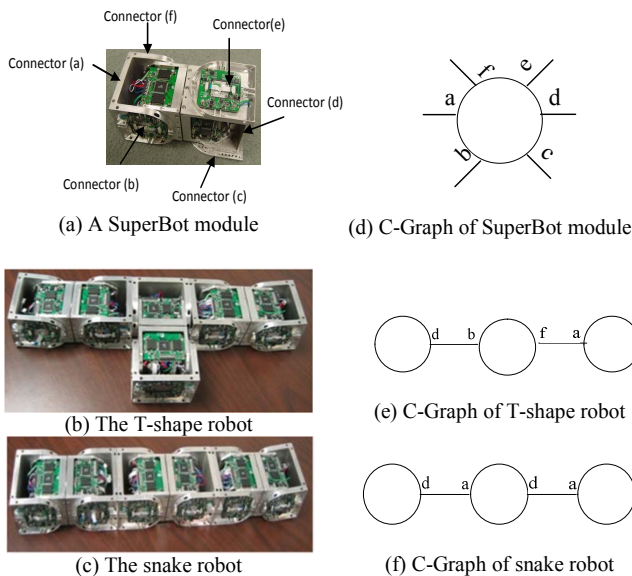 Connector (f)
Connector(e)
Connector (a)
Connector (d)
Connector (b)
Connector (c)
(a) A SuperBot module
f
e
a
d
b
c
(d) C-Graph of SuperBot module
(b) The T-shape robot
d b f a
(e) C-Graph of T-shape robot
(c) The snake robot
d a d a
(f) C-Graph of snake robot